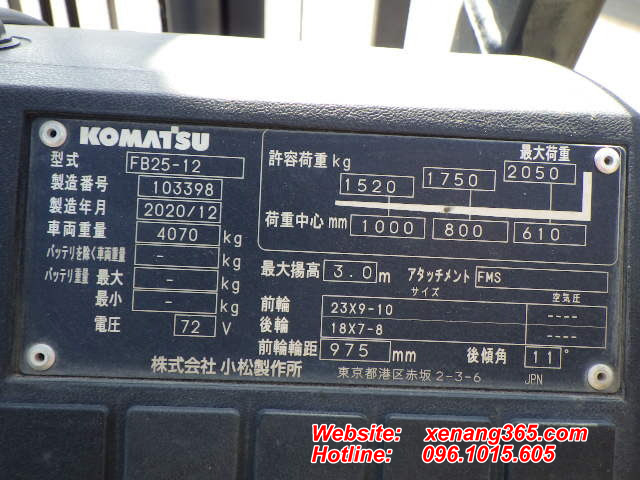 KOMATSU
型式 FB25-12
製造番号 103398
製造年月 2020/12
車両重量 4070 kg
バッテリを除く車両重量 - kg
バッテリ重量 最大 - kg
最小 - kg
電圧 72 V
許容荷重 kg 最大荷重
1520 1750 2050
荷重中心 mm 1000 800 610
最大揚高 3.0 m アタッチメント FMS
サイズ 空気圧
前輪 23X9-10 ----
後輪 18X7-8 ----
前輪輪距 975 mm 後傾角 11°
株式会社 小松製作所 東京都港区赤坂2-3-6 JPN
Website: xenang365.com
Hotline: 096.1015.605